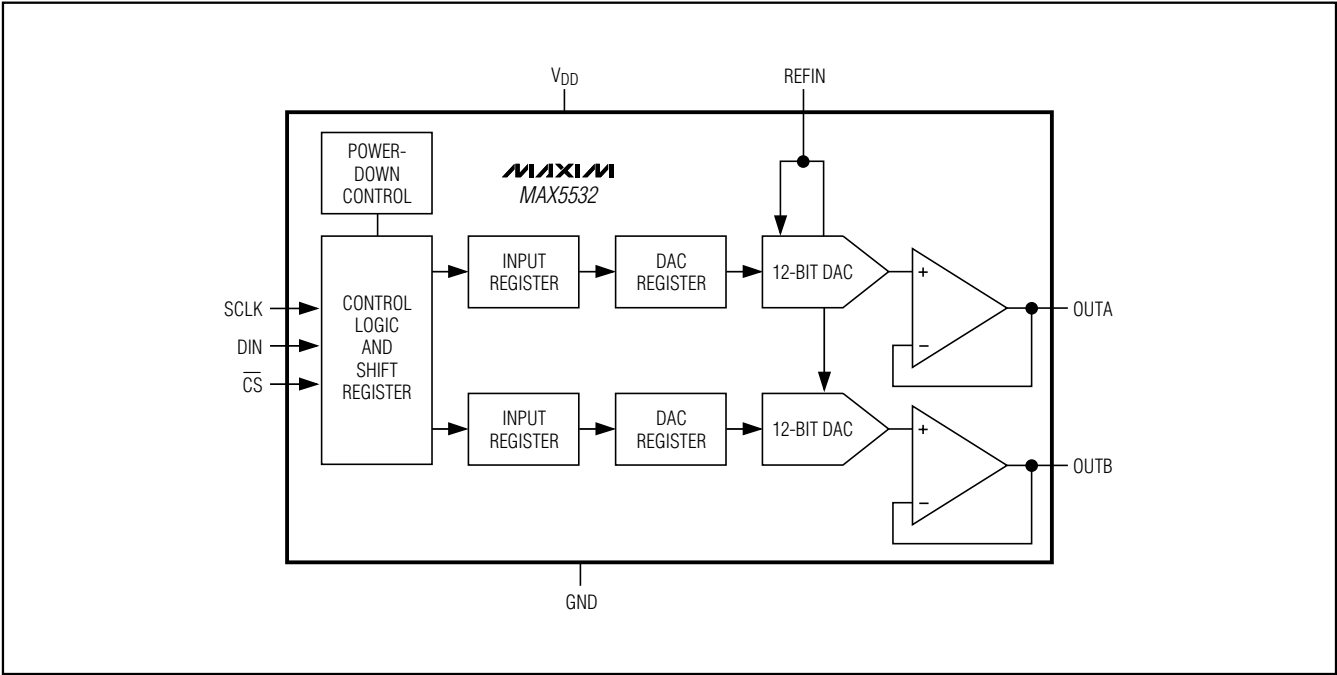 VDD
REFIN
POWER-
DOWN
CONTROL
MAXIM
MAX5532
INPUT
REGISTER
DAC
REGISTER
12-BIT DAC
+
−
OUTA
SCLK
DIN
CS
CONTROL
LOGIC
AND
SHIFT
REGISTER
INPUT
REGISTER
DAC
REGISTER
12-BIT DAC
+
−
OUTB
GND